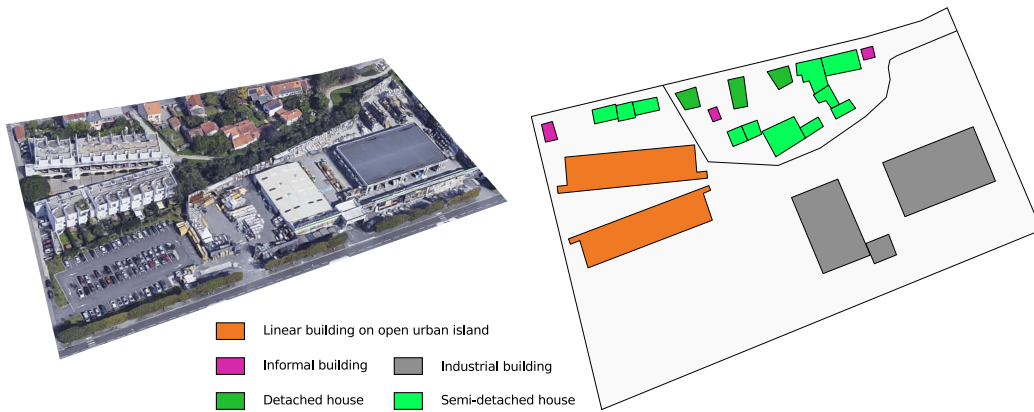 Linear building on open urban island
Informal building
Industrial building
Detached house
Semi-detached house